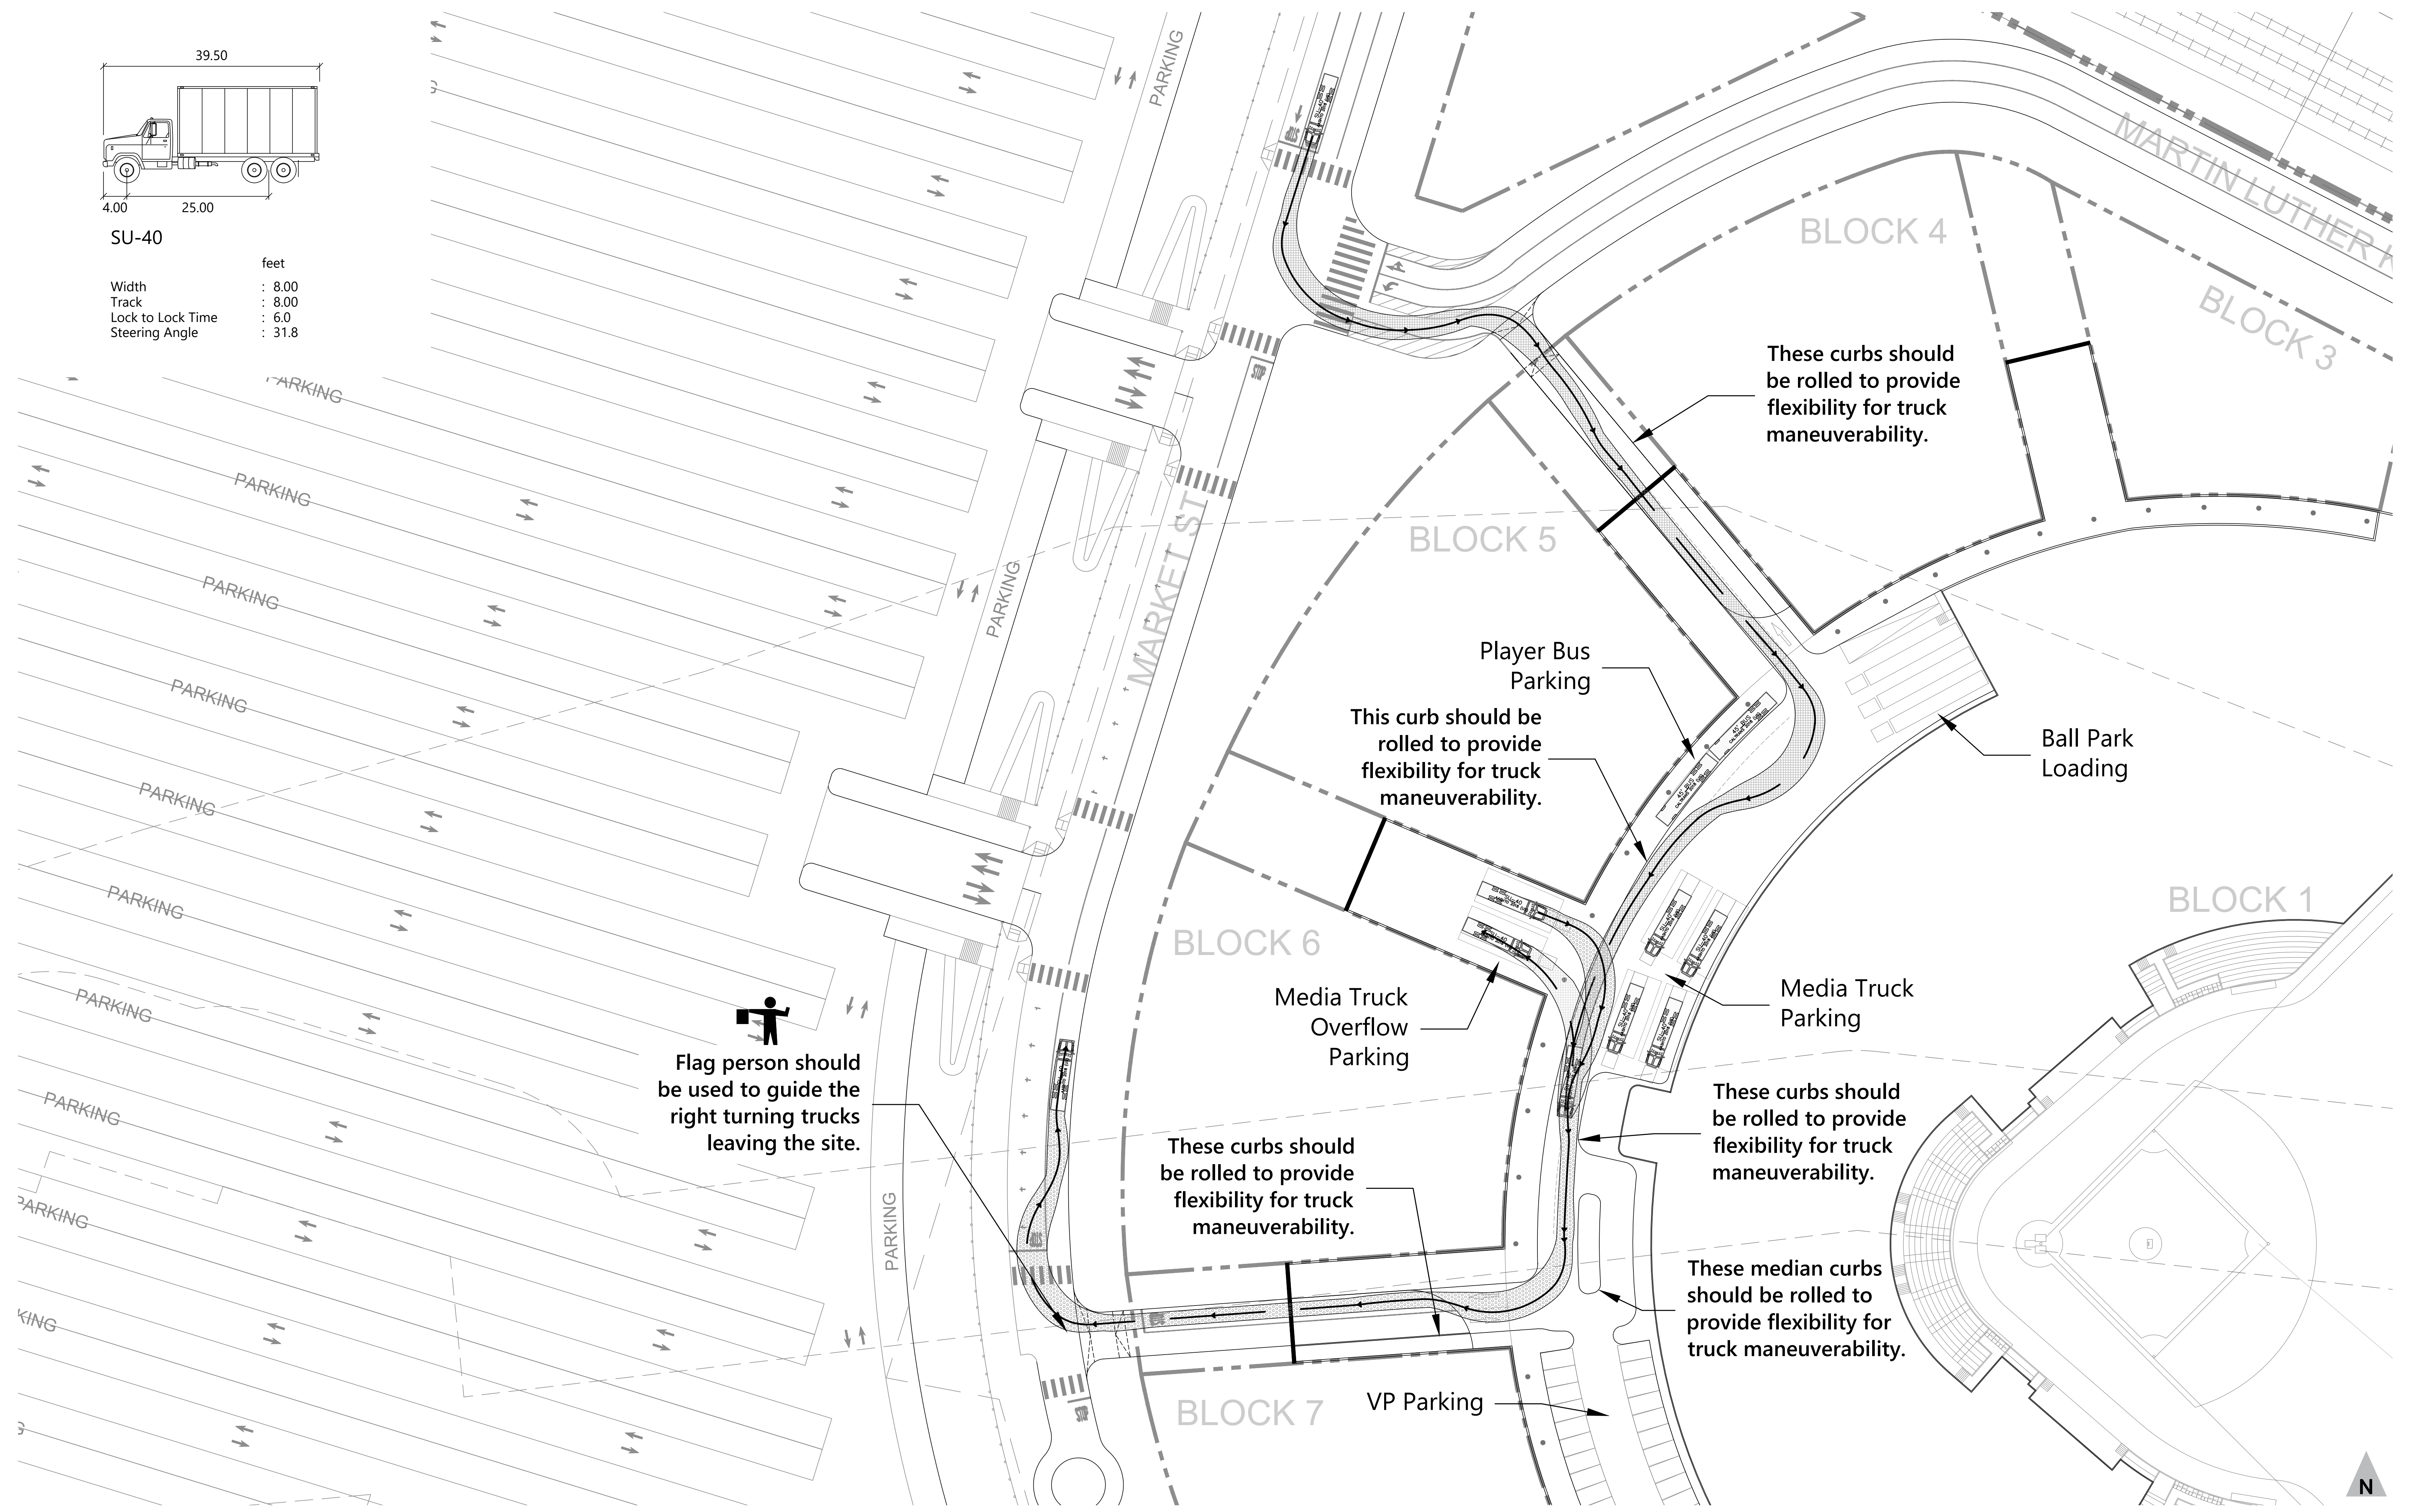 39.50
4.00 25.00
SU-40
feet
Width : 8.00
Track : 8.00
Lock to Lock Time : 6.0
Steering Angle : 31.8
PARKING
PARKING
PARKING
PARKING
PARKING
PARKING
PARKING
PARKING
PARKING
PARKING
PARKING
PARKING
PARKING
MARKET ST
MARTIN LUTHER
BLOCK 4
BLOCK 3
These curbs should
be rolled to provide
flexibility for truck
maneuverability.
BLOCK 5
Player Bus
Parking
This curb should be
rolled to provide
flexibility for truck
maneuverability.
Ball Park
Loading
BLOCK 1
BLOCK 6
Media Truck
Overflow
Parking
Media Truck
Parking
Flag person should
be used to guide the
right turning trucks
leaving the site.
These curbs should
be rolled to provide
flexibility for truck
maneuverability.
These curbs should
be rolled to provide
flexibility for truck
maneuverability.
These median curbs
should be rolled to
provide flexibility for
truck maneuverability.
VP Parking
BLOCK 7
N